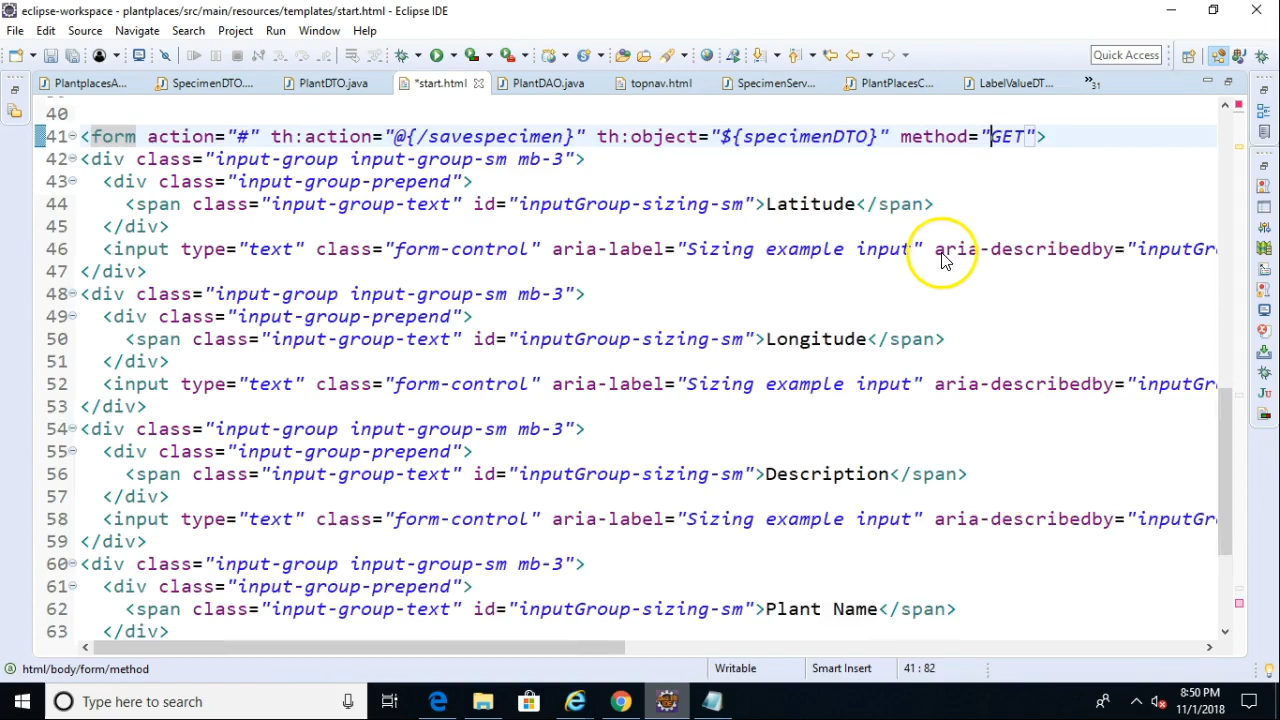 eclipse-workspace - plantplaces/src/main/resources/templates/start.html - Eclipse IDE
File Edit Source Refactor Navigate Search Project Run Window Help
Quick Access
PlantplacesA... SpecimenDTO.... PlantDTO.java *start.html PlantDAO.java topnav.html SpecimenServ... PlantPlacesC... LabelValueDT... »31
40
41 <form action="#" th:action="@{/savespecimen}" th:object="${specimenDTO}" method="GET">
42 <div class="input-group input-group-sm mb-3">
43 <div class="input-group-prepend">
44 <span class="input-group-text" id="inputGroup-sizing-sm">Latitude</span>
45 </div>
46 <input type="text" class="form-control" aria-label="Sizing example input" aria-describedby="inputGr
47 </div>
48 <div class="input-group input-group-sm mb-3">
49 <div class="input-group-prepend">
50 <span class="input-group-text" id="inputGroup-sizing-sm">Longitude</span>
51 </div>
52 <input type="text" class="form-control" aria-label="Sizing example input" aria-describedby="inputGr
53 </div>
54 <div class="input-group input-group-sm mb-3">
55 <div class="input-group-prepend">
56 <span class="input-group-text" id="inputGroup-sizing-sm">Description</span>
57 </div>
58 <input type="text" class="form-control" aria-label="Sizing example input" aria-describedby="inputGr
59 </div>
60 <div class="input-group input-group-sm mb-3">
61 <div class="input-group-prepend">
62 <span class="input-group-text" id="inputGroup-sizing-sm">Plant Name</span>
63 </div>
html/body/form/method Writable Smart Insert 41 : 82
Type here to search
8:50 PM
11/1/2018